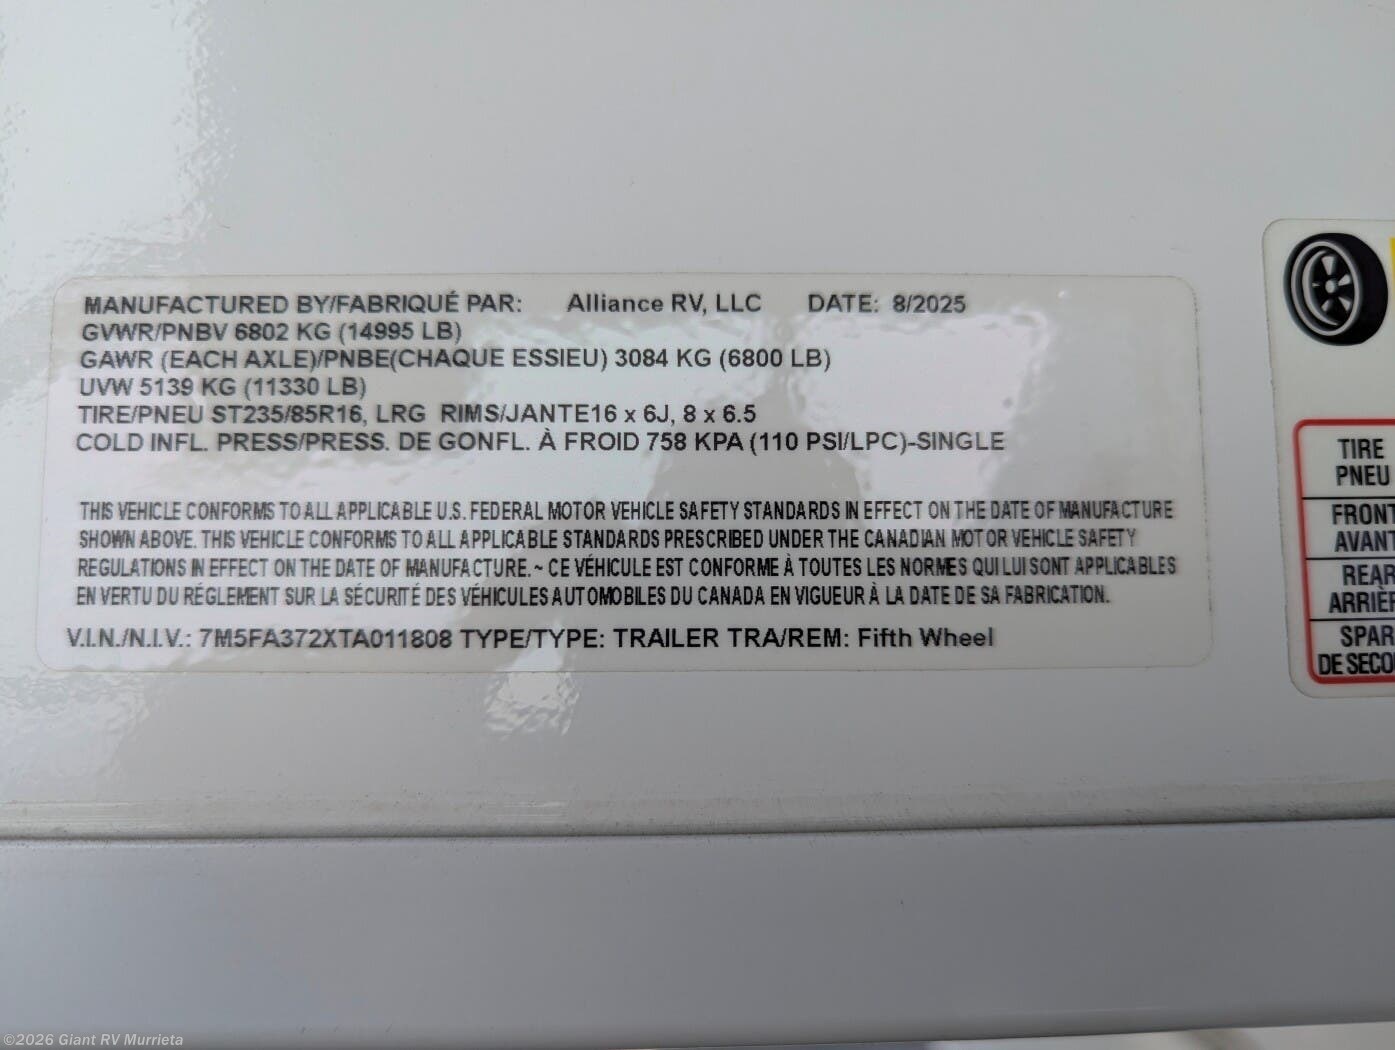 MANUFACTURED BY/FABRIQUÉ PAR: Alliance RV, LLC DATE: 8/2025
GVWR/PNBV 6802 KG (14995 LB)
GAWR (EACH AXLE)/PNBE(CHAQUE ESSIEU) 3084 KG (6800 LB)
UVW 5139 KG (11330 LB)
TIRE/PNEU ST235/85R16, LRG RIMS/JANTE16 x 6J, 8 x 6.5
COLD INFL. PRESS/PRESS. DE GONFL. À FROID 758 KPA (110 PSI/LPC)-SINGLE
THIS VEHICLE CONFORMS TO ALL APPLICABLE U.S. FEDERAL MOTOR VEHICLE SAFETY STANDARDS IN EFFECT ON THE DATE OF MANUFACTURE
SHOWN ABOVE. THIS VEHICLE CONFORMS TO ALL APPLICABLE STANDARDS PRESCRIBED UNDER THE CANADIAN MOTOR VEHICLE SAFETY
REGULATIONS IN EFFECT ON THE DATE OF MANUFACTURE.~ CE VÉHICULE EST CONFORME À TOUTES LES NORMES QUI LUI SONT APPLICABLES
EN VERTU DU RÉGLEMENT SUR LA SÉCURITÉ DES VÉHICULES AUTOMOBILES DU CANADA EN VIGUEUR À LA DATE DE SA FABRICATION.
V.I.N./N.I.V.: 7M5FA372XTA011808 TYPE/TYPE: TRAILER TRA/REM: Fifth Wheel
TIRE
PNEU
FRONT
AVANT
REAR
ARRIÈR
SPAR
DE SECO
©2026 Giant RV Murrieta